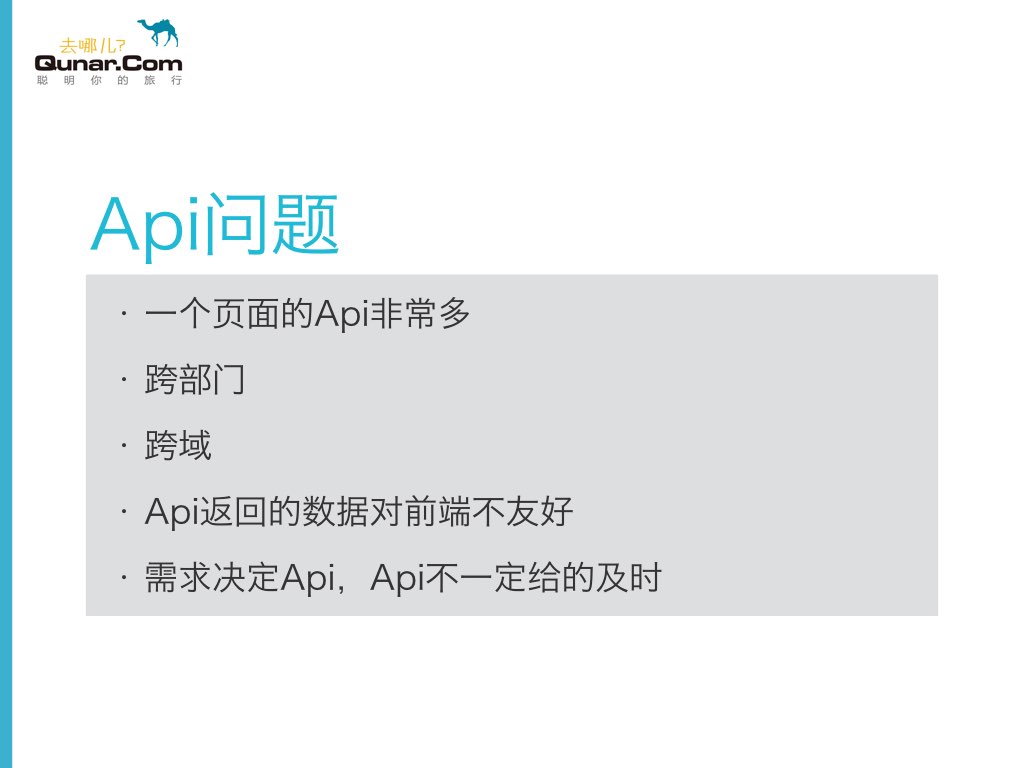 去哪儿?
Qunar.Com
聪明你的旅行
Api问题
· 一个页面的Api非常多
· 跨部门
· 跨域
· Api返回的数据对前端不友好
· 需求决定Api，Api不一定给的及时